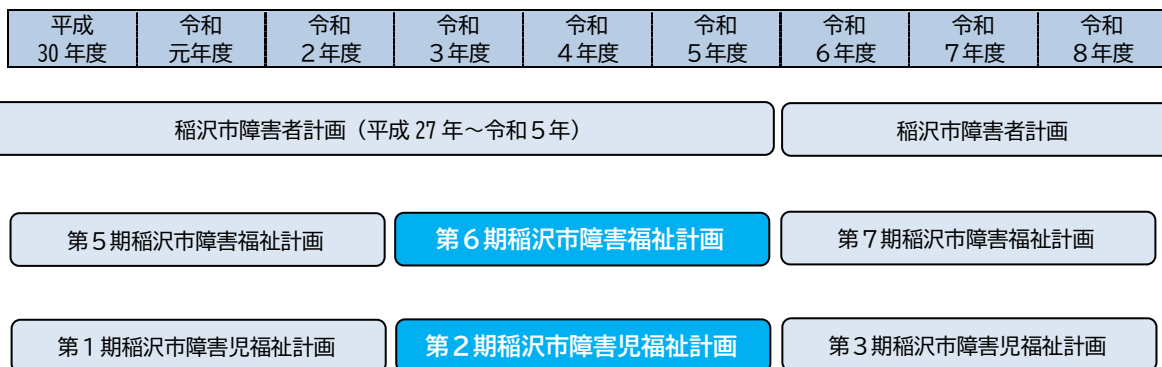 平成 令和 令和 令和 令和 令和 令和 令和 令和
30年度 元年度 2年度 3年度 4年度 5年度 6年度 7年度 8年度
稲沢市障害者計画(平成27年~令和5年) 稲沢市障害者計画
第5期稲沢市障害福祉計画 第6期稲沢市障害福祉計画 第7期稲沢市障害福祉計画
第1期稲沢市障害児福祉計画 第2期稲沢市障害児福祉計画 第3期稲沢市障害児福祉計画